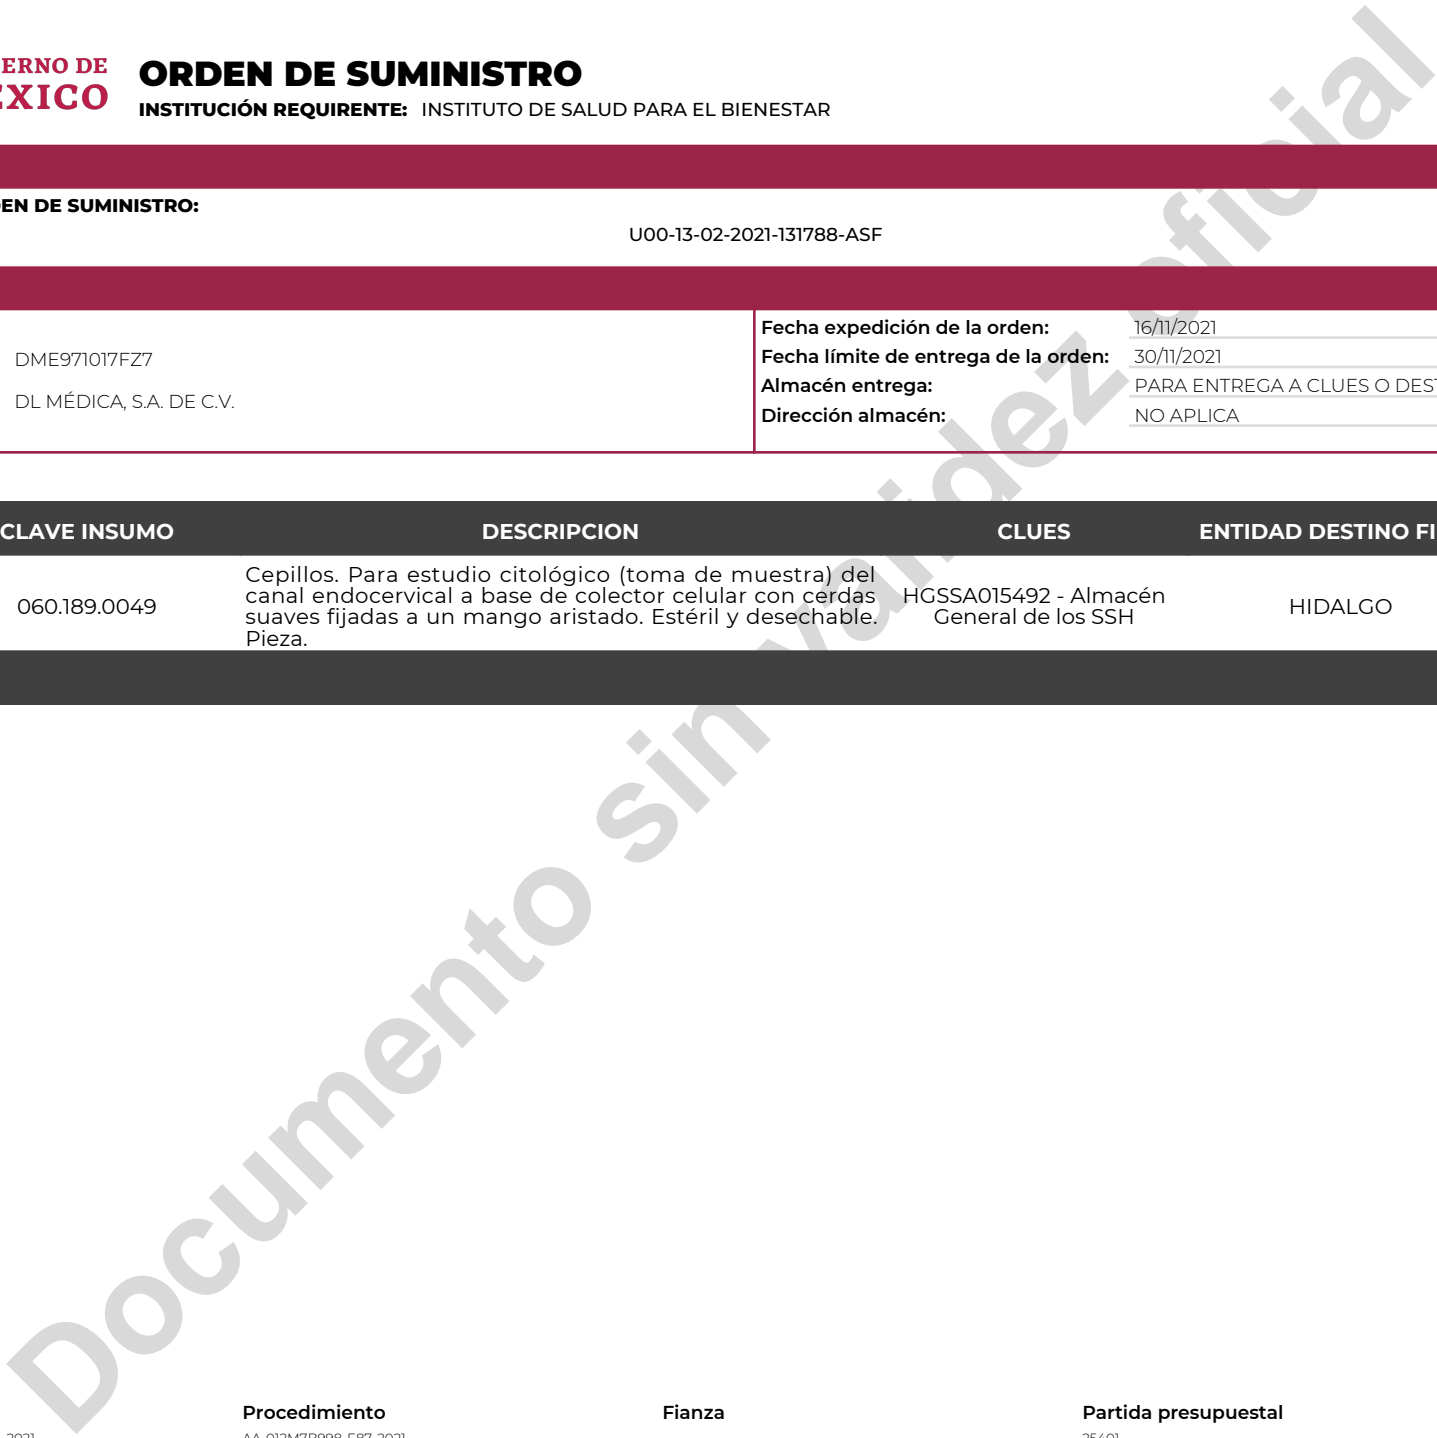 ERNO DE
EXICO
ORDEN DE SUMINISTRO
INSTITUCIÓN REQUIRENTE: INSTITUTO DE SALUD PARA EL BIENESTAR
EN DE SUMINISTRO:
U00-13-02-2021-131788-ASF
DME971017FZ7
DL MÉDICA, S.A. DE C.V.
Fecha expedición de la orden: 16/11/2021
Fecha límite de entrega de la orden: 30/11/2021
Almacén entrega: PARA ENTREGA A CLUES O DEST
Dirección almacén: NO APLICA
CLAVE INSUMO DESCRIPCION CLUES ENTIDAD DESTINO FI
060.189.0049
Cepillos. Para estudio citológico (toma de muestra) del
canal endocervical a base de colector celular con cerdas
suaves fijadas a un mango aristado. Estéril y desechable.
Pieza.
HGSSA015492 - Almacén
General de los SSH
HIDALGO
Documento sin validez oficial
Procedimiento Fianza Partida presupuestal